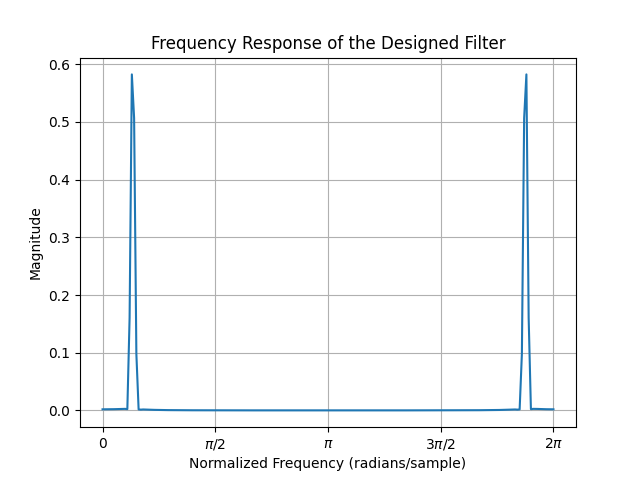 Frequency Response of the Designed Filter
0.6
0.5
0.4
0.3
0.2
0.1
0.0
Magnitude
0 π/2 π 3π/2 2π
Normalized Frequency (radians/sample)